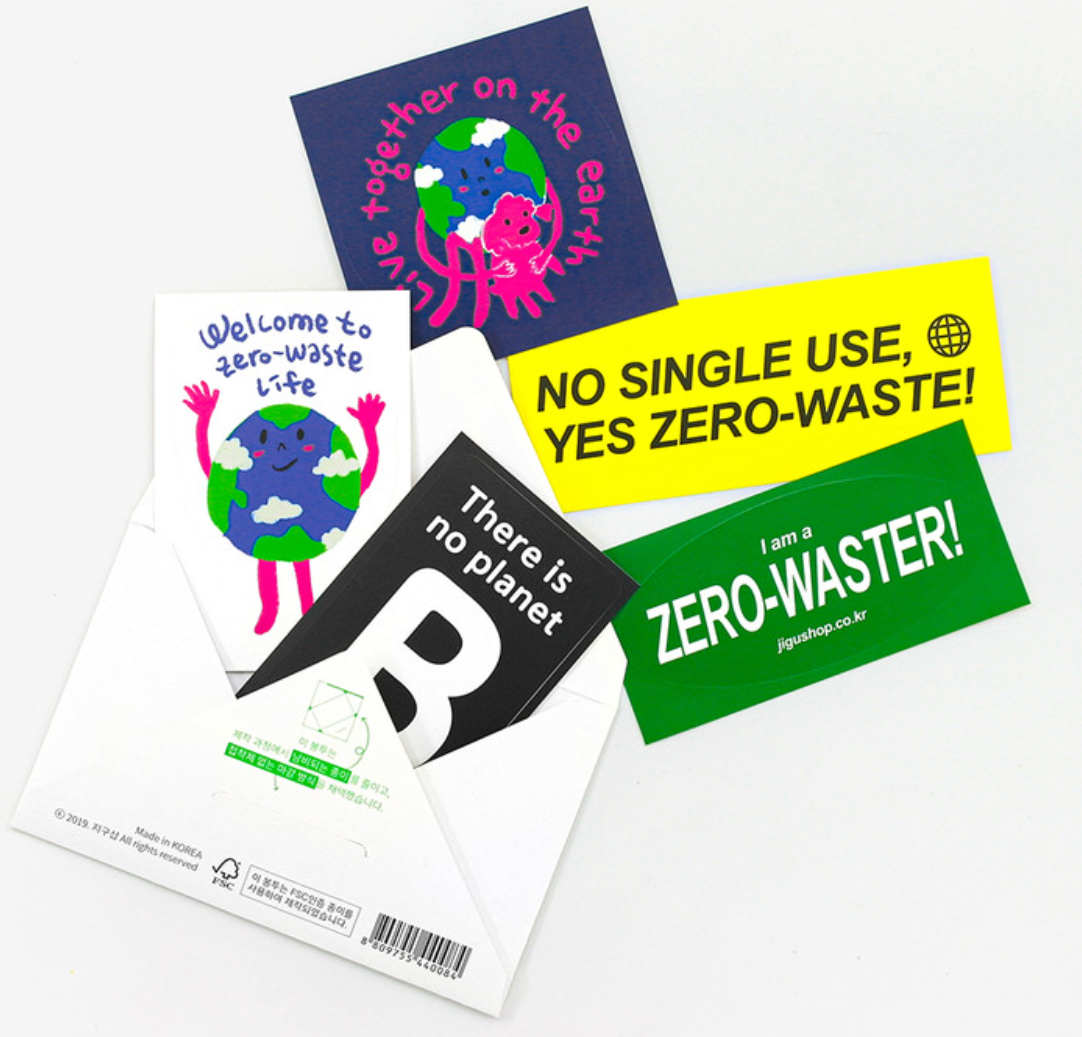 Live together on the earth
Welcome to
zero-waste
life
NO SINGLE USE,
YES ZERO-WASTE!
There is
no planet
B
I am a
ZERO-WASTER!
jigushop.co.kr
이 봉투는
제작 과정에서 낭비되는 종이를 줄이고,
접착제 없는 마감 방식을 채택했습니다.
Made in KOREA
ⓒ 2019. 지구샵 All rights reserved
FSC
이 봉투는 FSC인증 종이를
사용하여 제작되었습니다.
8 809755 440084